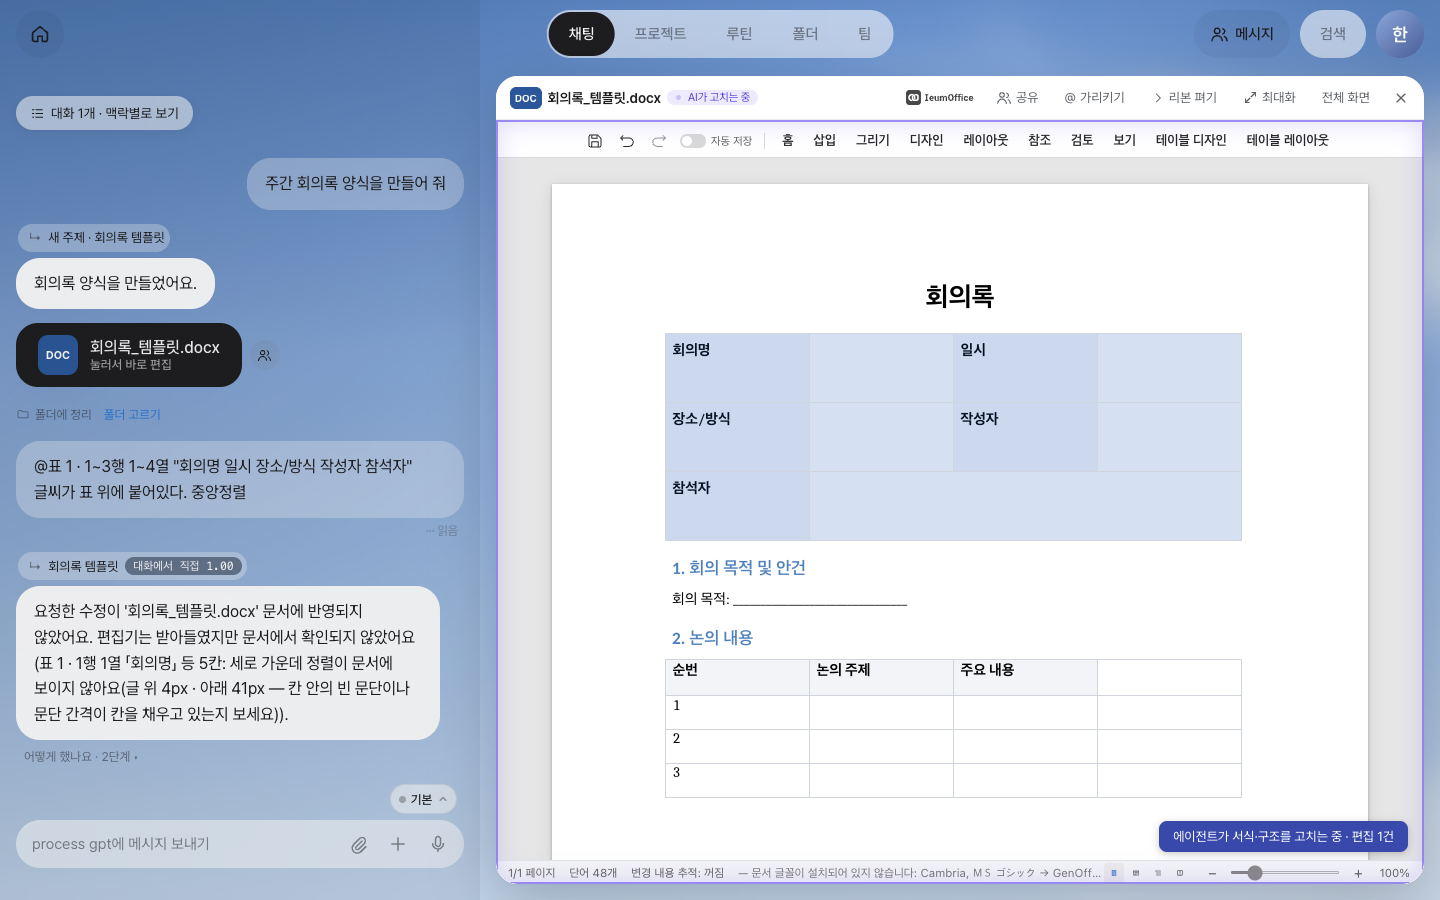 채팅
프로젝트
루틴
폴더
팀
메시지
검색
한
대화 1개 · 맥락별로 보기
주간 회의록 양식을 만들어 줘
새 주제 · 회의록 템플릿
회의록 양식을 만들었어요.
DOC
회의록_템플릿.docx
눌러서 바로 편집
폴더에 정리 폴더 고르기
@표 1 · 1~3행 1~4열 "회의명 일시 장소/방식 작성자 참석자"
글씨가 표 위에 붙어있다. 중앙정렬
··· 읽음
회의록 템플릿 대화에서 직접 1.00
요청한 수정이 '회의록_템플릿.docx' 문서에 반영되지
않았어요. 편집기는 받아들였지만 문서에서 확인되지 않았어요
(표 1 · 1행 1열 「회의명」 등 5칸: 세로 가운데 정렬이 문서에
보이지 않아요(글 위 4px · 아래 41px — 칸 안의 빈 문단이나
문단 간격이 칸을 채우고 있는지 보세요)).
어떻게 했나요 · 2단계
기본
process gpt에 메시지 보내기
DOC 회의록_템플릿.docx AI가 고치는 중
IeumOffice 공유 @ 가리키기 리본 펴기 최대화 전체 화면
자동 저장 홈 삽입 그리기 디자인 레이아웃 참조 검토 보기 테이블 디자인 테이블 레이아웃
회의록
회의명 일시
장소/방식 작성자
참석자
1. 회의 목적 및 안건
회의 목적: ______________________________
2. 논의 내용
순번 논의 주제 주요 내용
1
2
3
에이전트가 서식·구조를 고치는 중 · 편집 1건
1/1 페이지 단어 48개 변경 내용 추적: 꺼짐 — 문서 글꼴이 설치되어 있지 않습니다: Cambria, ＭＳ ゴシック → GenOff... 100%